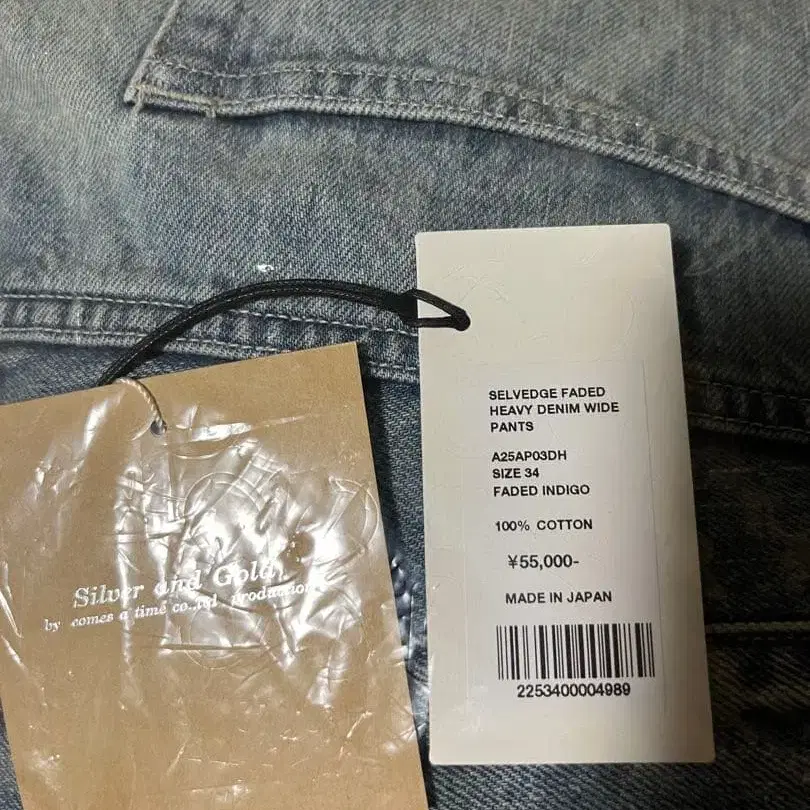 SELVEDGE FADED
HEAVY DENIM WIDE
PANTS
A25AP03DH
SIZE 34
FADED INDIGO
100% COTTON
¥55,000-
MADE IN JAPAN
2253400004989
Silver and Gold
by comes a time co.,ltd production